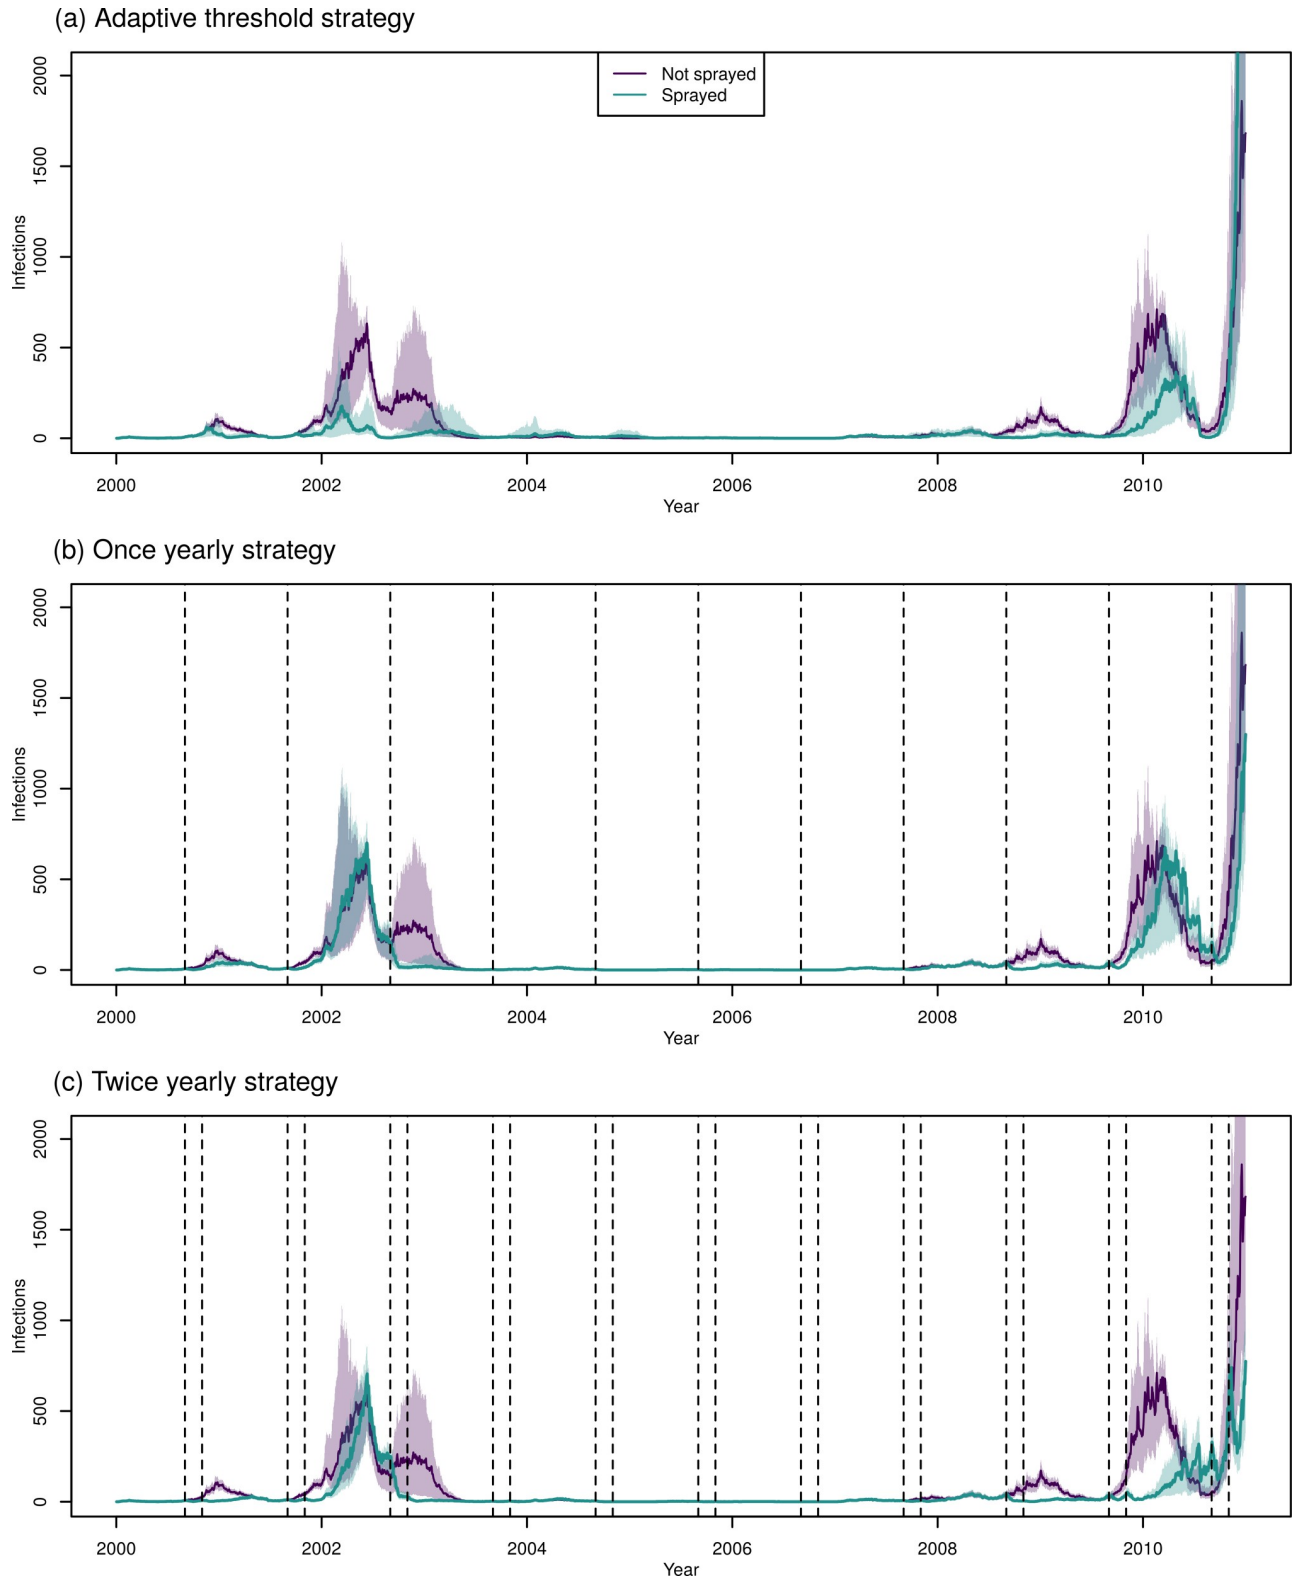 (a) Adaptive threshold strategy
Not sprayed
Sprayed
2000
1500
1000
500
0
Infections
2000 2002 2004 2006 2008 2010
Year
(b) Once yearly strategy
2000
1500
1000
500
0
Infections
2000 2002 2004 2006 2008 2010
Year
(c) Twice yearly strategy
2000
1500
1000
500
0
Infections
2000 2002 2004 2006 2008 2010
Year